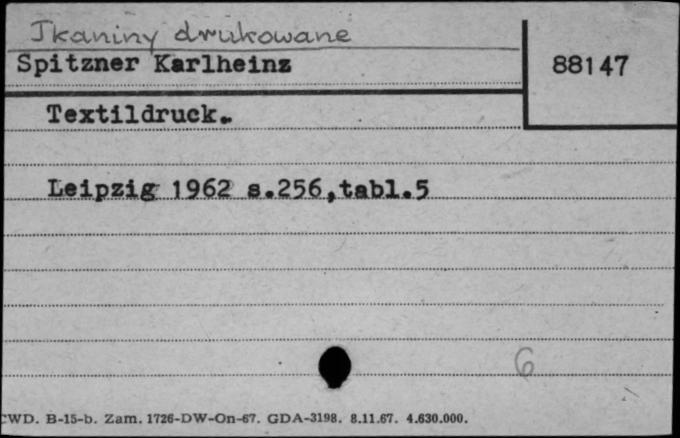 Tkaniny drukowane
Spitzner Karlheinz
88147
Textildruck.
Leipzig 1962 s.256,tabl.5
6
CWD. B-15-b. Zam. 1726-DW-On-67. GDA-3198. 8.11.67. 4.630.000.